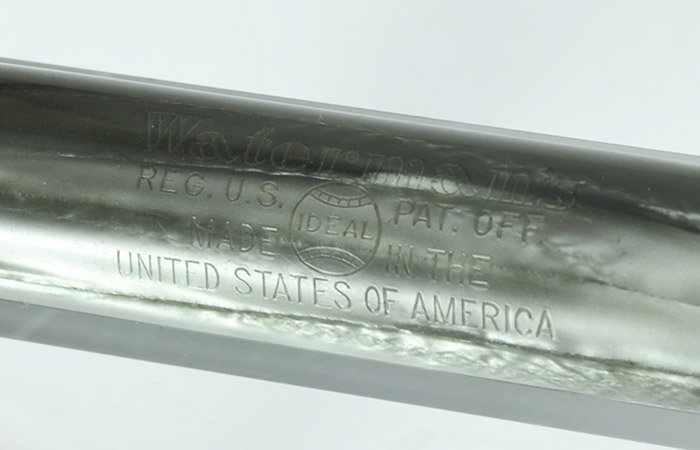 Waterman's
REG. U.S. PAT. OFF.
IDEAL
MADE IN THE
UNITED STATES OF AMERICA